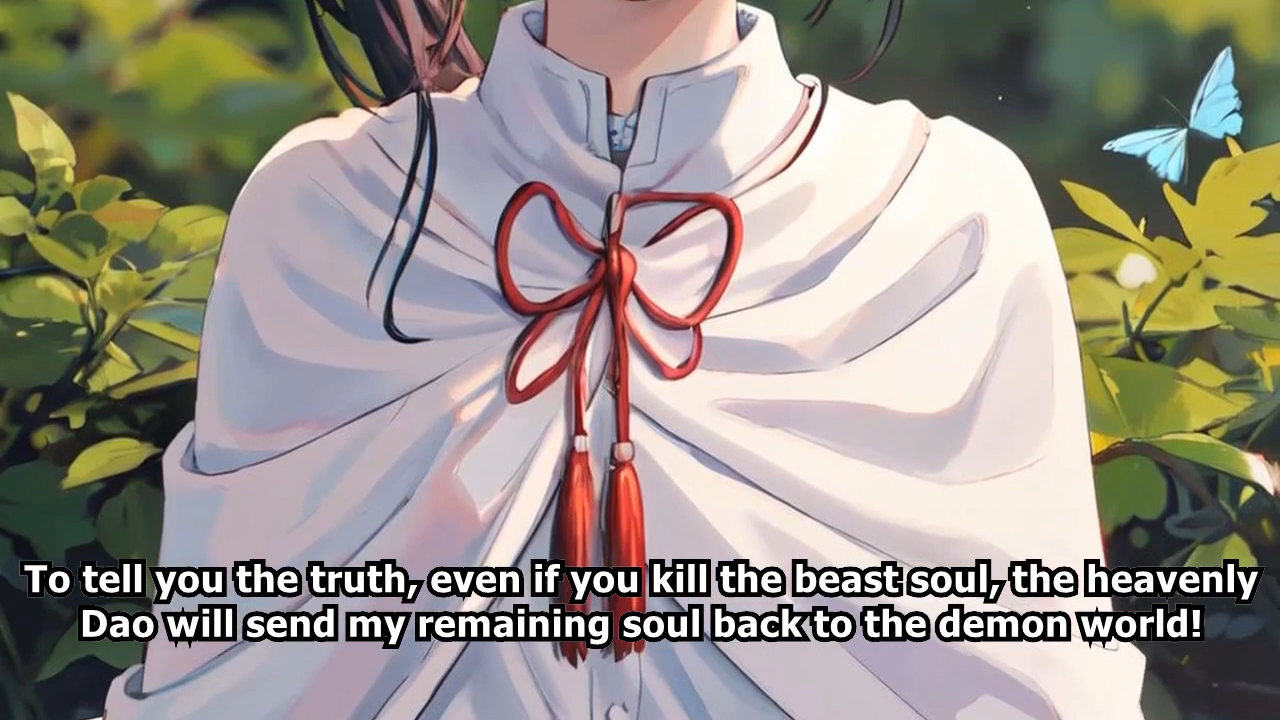 To tell you the truth, even if you kill the beast soul, the heavenly
Dao will send my remaining soul back to the demon world!